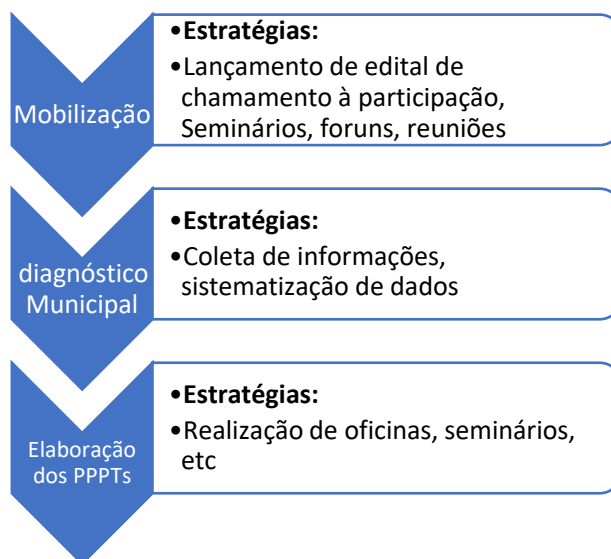 Mobilização
•Estratégias:
•Lançamento de edital de
chamamento à participação,
Seminários, foruns, reuniões
diagnóstico
Municipal
•Estratégias:
•Coleta de informações,
sistematização de dados
Elaboração
dos PPPTs
•Estratégias:
•Realização de oficinas, seminários,
etc